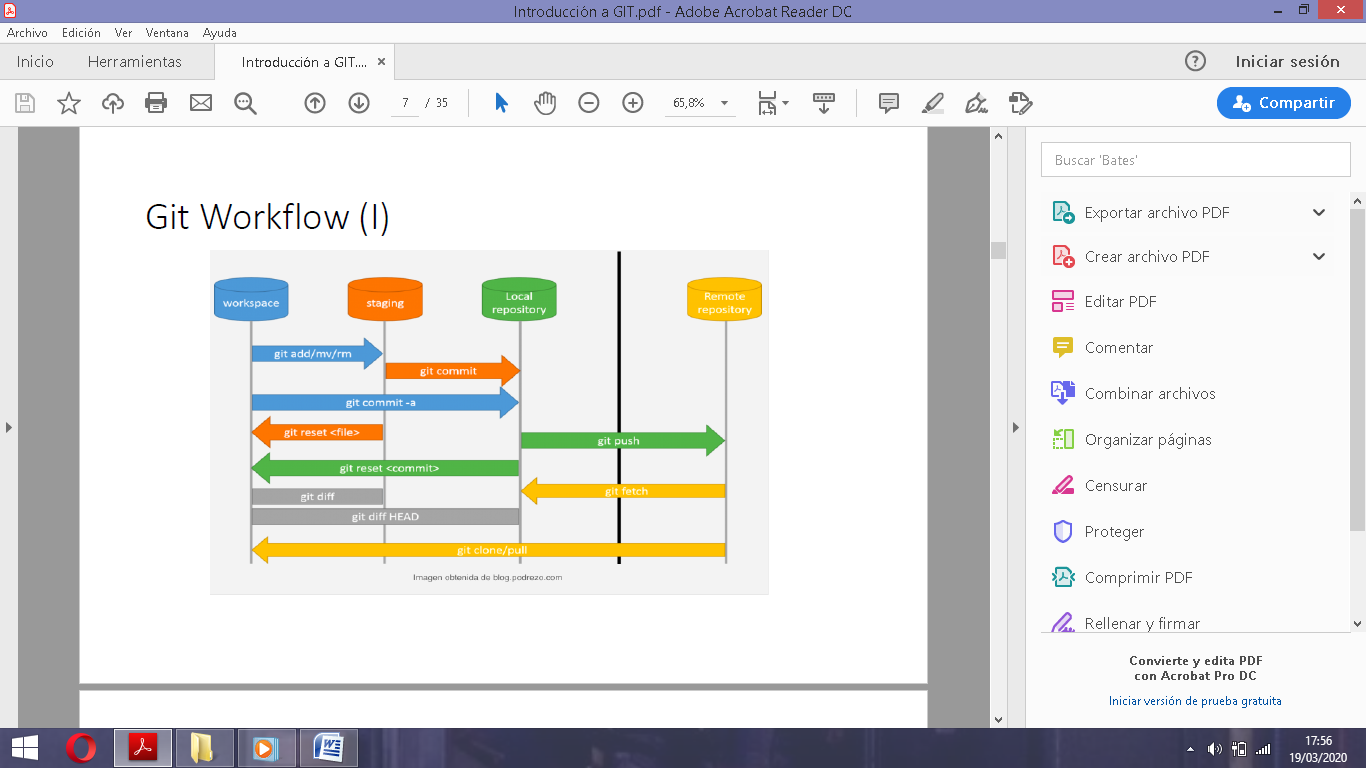 Introducción a GIT.pdf - Adobe Acrobat Reader DC
Archivo Edición Ver Ventana Ayuda
Inicio Herramientas Introducción a GIT.... × ? Iniciar sesión
7 / 35 65,8% Compartir
Git Workflow (I)
workspace
staging
Local
repository
Remote
repository
git add/mv/rm
git commit
git commit -a
git reset <file>
git push
git reset <commit>
git fetch
git diff
git diff HEAD
git clone/pull
Imagen obtenida de blog.podrezo.com
Buscar 'Bates'
Exportar archivo PDF
Crear archivo PDF
Editar PDF
Comentar
Combinar archivos
Organizar páginas
Censurar
Proteger
Comprimir PDF
Rellenar y firmar
Convierte y edita PDF
con Acrobat Pro DC
Iniciar versión de prueba gratuita
17:56
19/03/2020